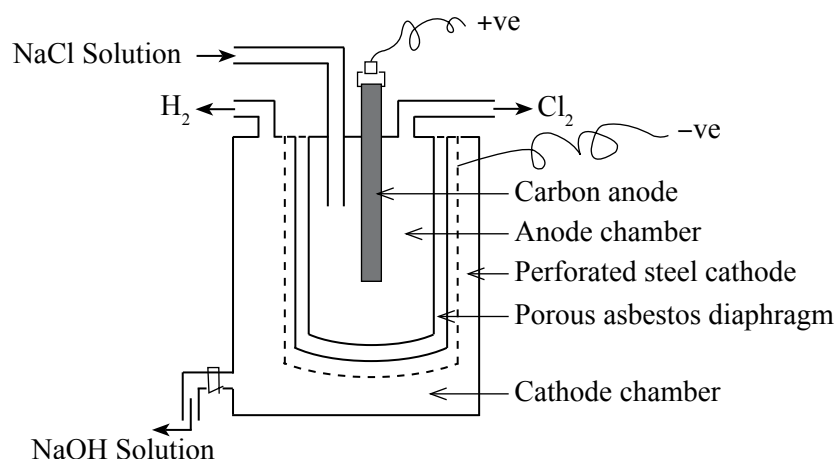 +ve
NaCl Solution
H₂
Cl₂
−ve
Carbon anode
Anode chamber
Perforated steel cathode
Porous asbestos diaphragm
Cathode chamber
NaOH Solution